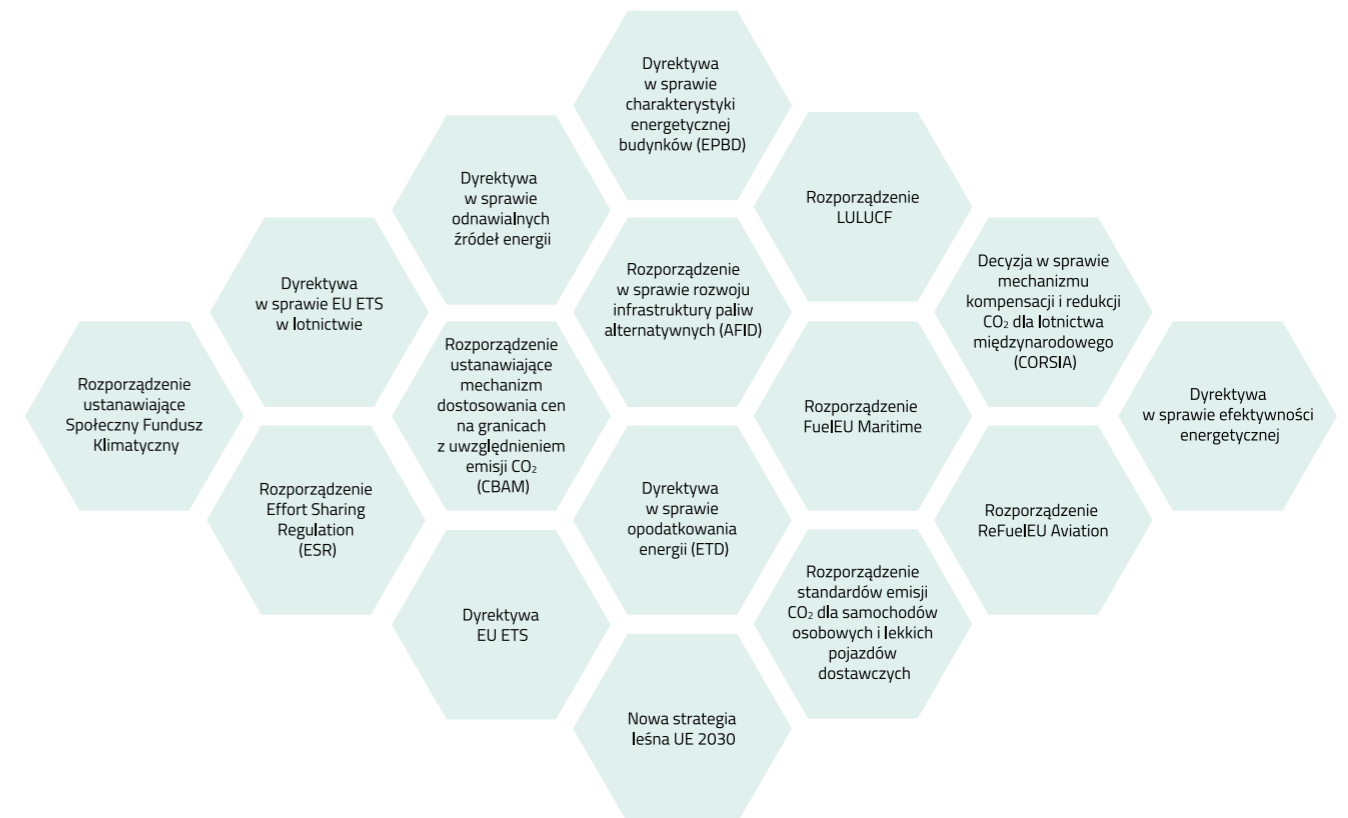 Dyrektywa
w sprawie
charakterystyki
energetycznej
budynków (EPBD)
Dyrektywa
w sprawie
odnawialnych
źródeł energii
Rozporządzenie
LULUCF
Dyrektywa
w sprawie EU ETS
w lotnictwie
Rozporządzenie
w sprawie rozwoju
infrastruktury paliw
alternatywnych (AFID)
Decyzja w sprawie
mechanizmu
kompensacji i redukcji
CO₂ dla lotnictwa
międzynarodowego
(CORSIA)
Rozporządzenie
ustanawiające
Społeczny Fundusz
Klimatyczny
Rozporządzenie
ustanawiające
mechanizm
dostosowania cen
na granicach
z uwzględnieniem
emisji CO₂
(CBAM)
Rozporządzenie
FuelEU Maritime
Dyrektywa
w sprawie efektywności
energetycznej
Rozporządzenie
Effort Sharing
Regulation
(ESR)
Dyrektywa
w sprawie
opodatkowania
energii (ETD)
Rozporządzenie
ReFuelEU Aviation
Dyrektywa
EU ETS
Rozporządzenie
standardów emisji
CO₂ dla samochodów
osobowych i lekkich
pojazdów
dostawczych
Nowa strategia
leśna UE 2030